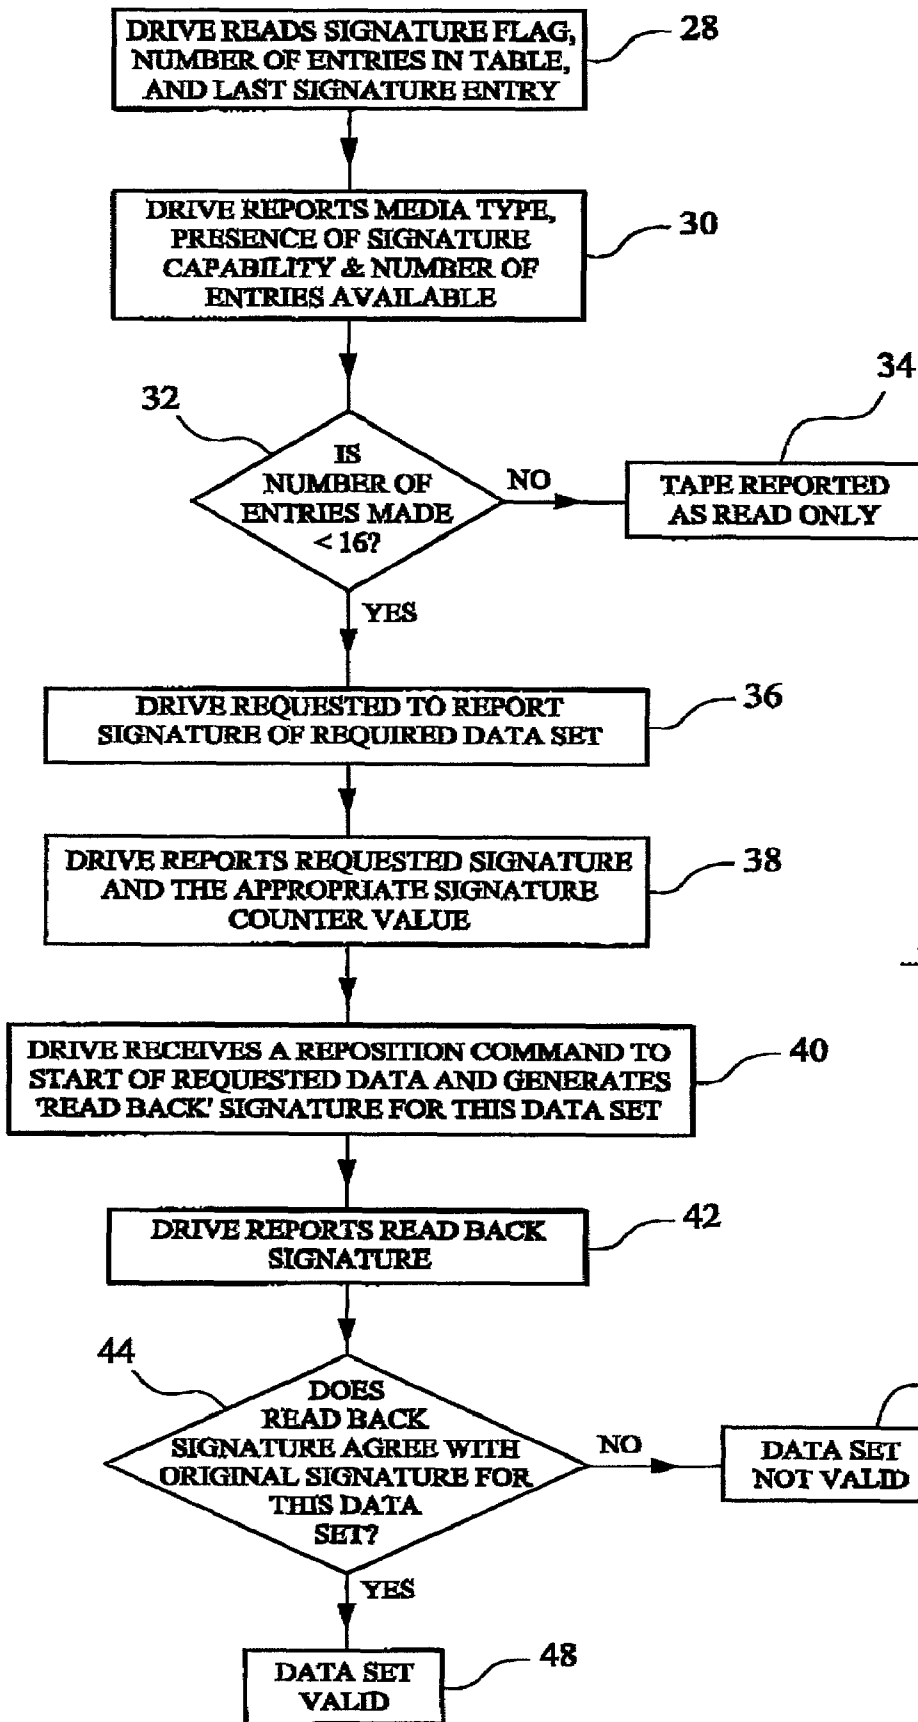 DRIVE READS SIGNATURE FLAG,
NUMBER OF ENTRIES IN TABLE,
AND LAST SIGNATURE ENTRY
28
DRIVE REPORTS MEDIA TYPE,
PRESENCE OF SIGNATURE
CAPABILITY & NUMBER OF
ENTRIES AVAILABLE
30
32
IS
NUMBER OF
ENTRIES MADE
< 16?
NO
34
TAPE REPORTED
AS READ ONLY
YES
DRIVE REQUESTED TO REPORT
SIGNATURE OF REQUIRED DATA SET
36
DRIVE REPORTS REQUESTED SIGNATURE
AND THE APPROPRIATE SIGNATURE
COUNTER VALUE
38
DRIVE RECEIVES A REPOSITION COMMAND TO
START OF REQUESTED DATA AND GENERATES
'READ BACK' SIGNATURE FOR THIS DATA SET
40
DRIVE REPORTS READ BACK
SIGNATURE
42
44
DOES
READ BACK
SIGNATURE AGREE WITH
ORIGINAL SIGNATURE FOR
THIS DATA
SET?
NO
DATA SET
NOT VALID
YES
DATA SET
VALID
48